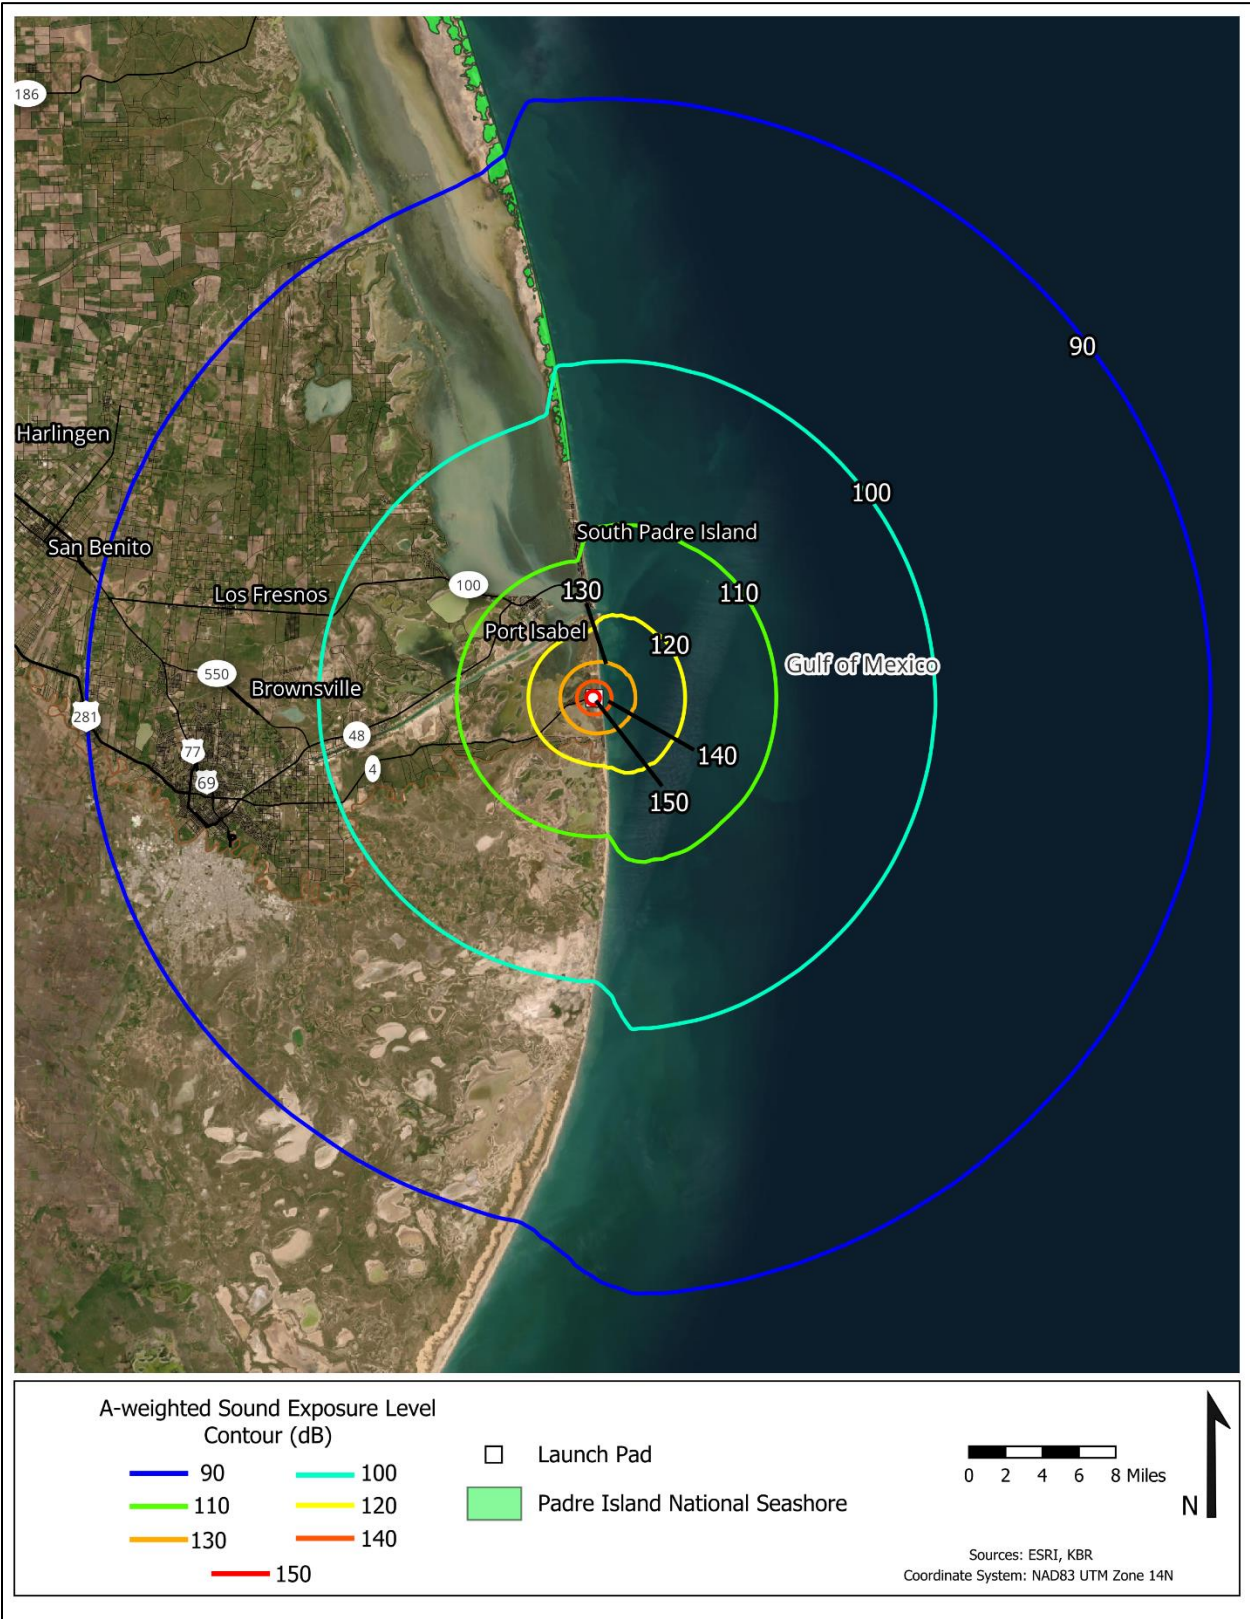 186
90
Harlingen
100
South Padre Island
San Benito
100
130
110
Los Fresnos
Port Isabel
120
Gulf of Mexico
550
Brownsville
281
48
77
140
4
69
150
A-weighted Sound Exposure Level
Contour (dB)
90
100
110
120
130
140
150
Launch Pad
Padre Island National Seashore
0 2 4 6 8 Miles
N
Sources: ESRI, KBR
Coordinate System: NAD83 UTM Zone 14N